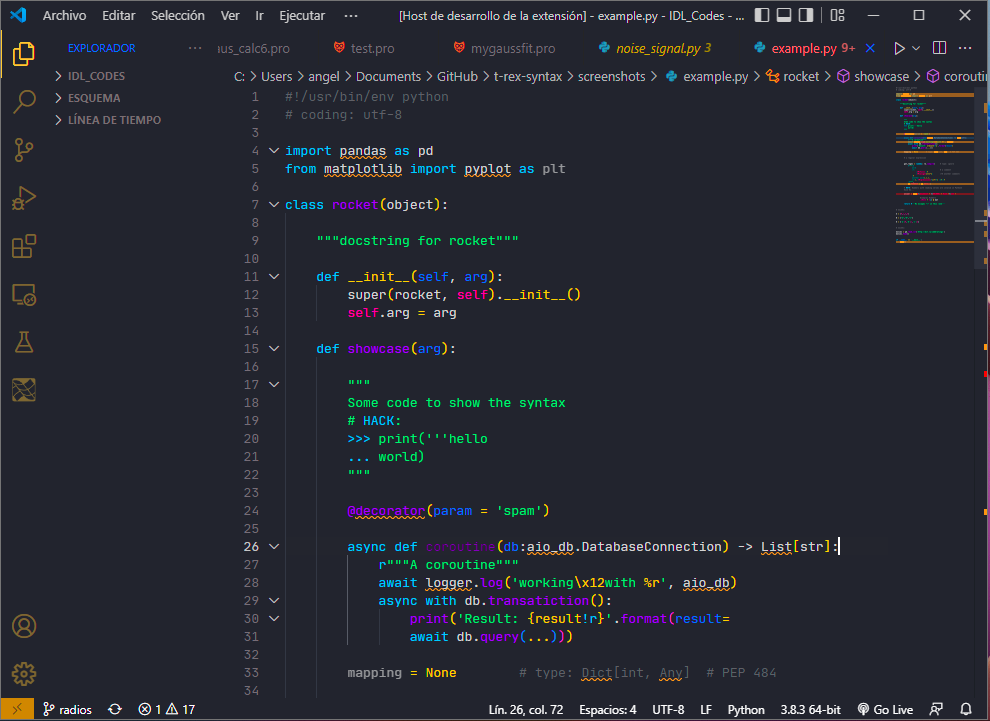 Archivo Editar Selección Ver Ir Ejecutar ··· [Host de desarrollo de la extensión] - example.py - IDL_Codes - ...
EXPLORADOR ··· aus_calc6.pro test.pro mygaussfit.pro noise_signal.py 3 example.py 9+
IDL_CODES
ESQUEMA
LÍNEA DE TIEMPO
C: > Users > angel > Documents > GitHub > t-rex-syntax > screenshots > example.py > rocket > showcase > corouti
1 #!/usr/bin/env python
2 # coding: utf-8
3
4 import pandas as pd
5 from matplotlib import pyplot as plt
6
7 class rocket(object):
8
9 """docstring for rocket"""
10
11 def __init__(self, arg):
12 super(rocket, self).__init__()
13 self.arg = arg
14
15 def showcase(arg):
16
17 """
18 Some code to show the syntax
19 # HACK:
20 >>> print('''hello
21 ... world)
22 """
23
24 @decorator(param = 'spam')
25
26 async def coroutine(db:aio_db.DatabaseConnection) -> List[str]:
27 r"""A coroutine"""
28 await logger.log('working\x12with %r', aio_db)
29 async with db.transatiction():
30 print('Result: {result!r}'.format(result=
31 await db.query(...)))
32
33 mapping = None # type: Dict[int, Any] # PEP 484
34
radios 1 17 Lín. 26, col. 72 Espacios: 4 UTF-8 LF Python 3.8.3 64-bit Go Live